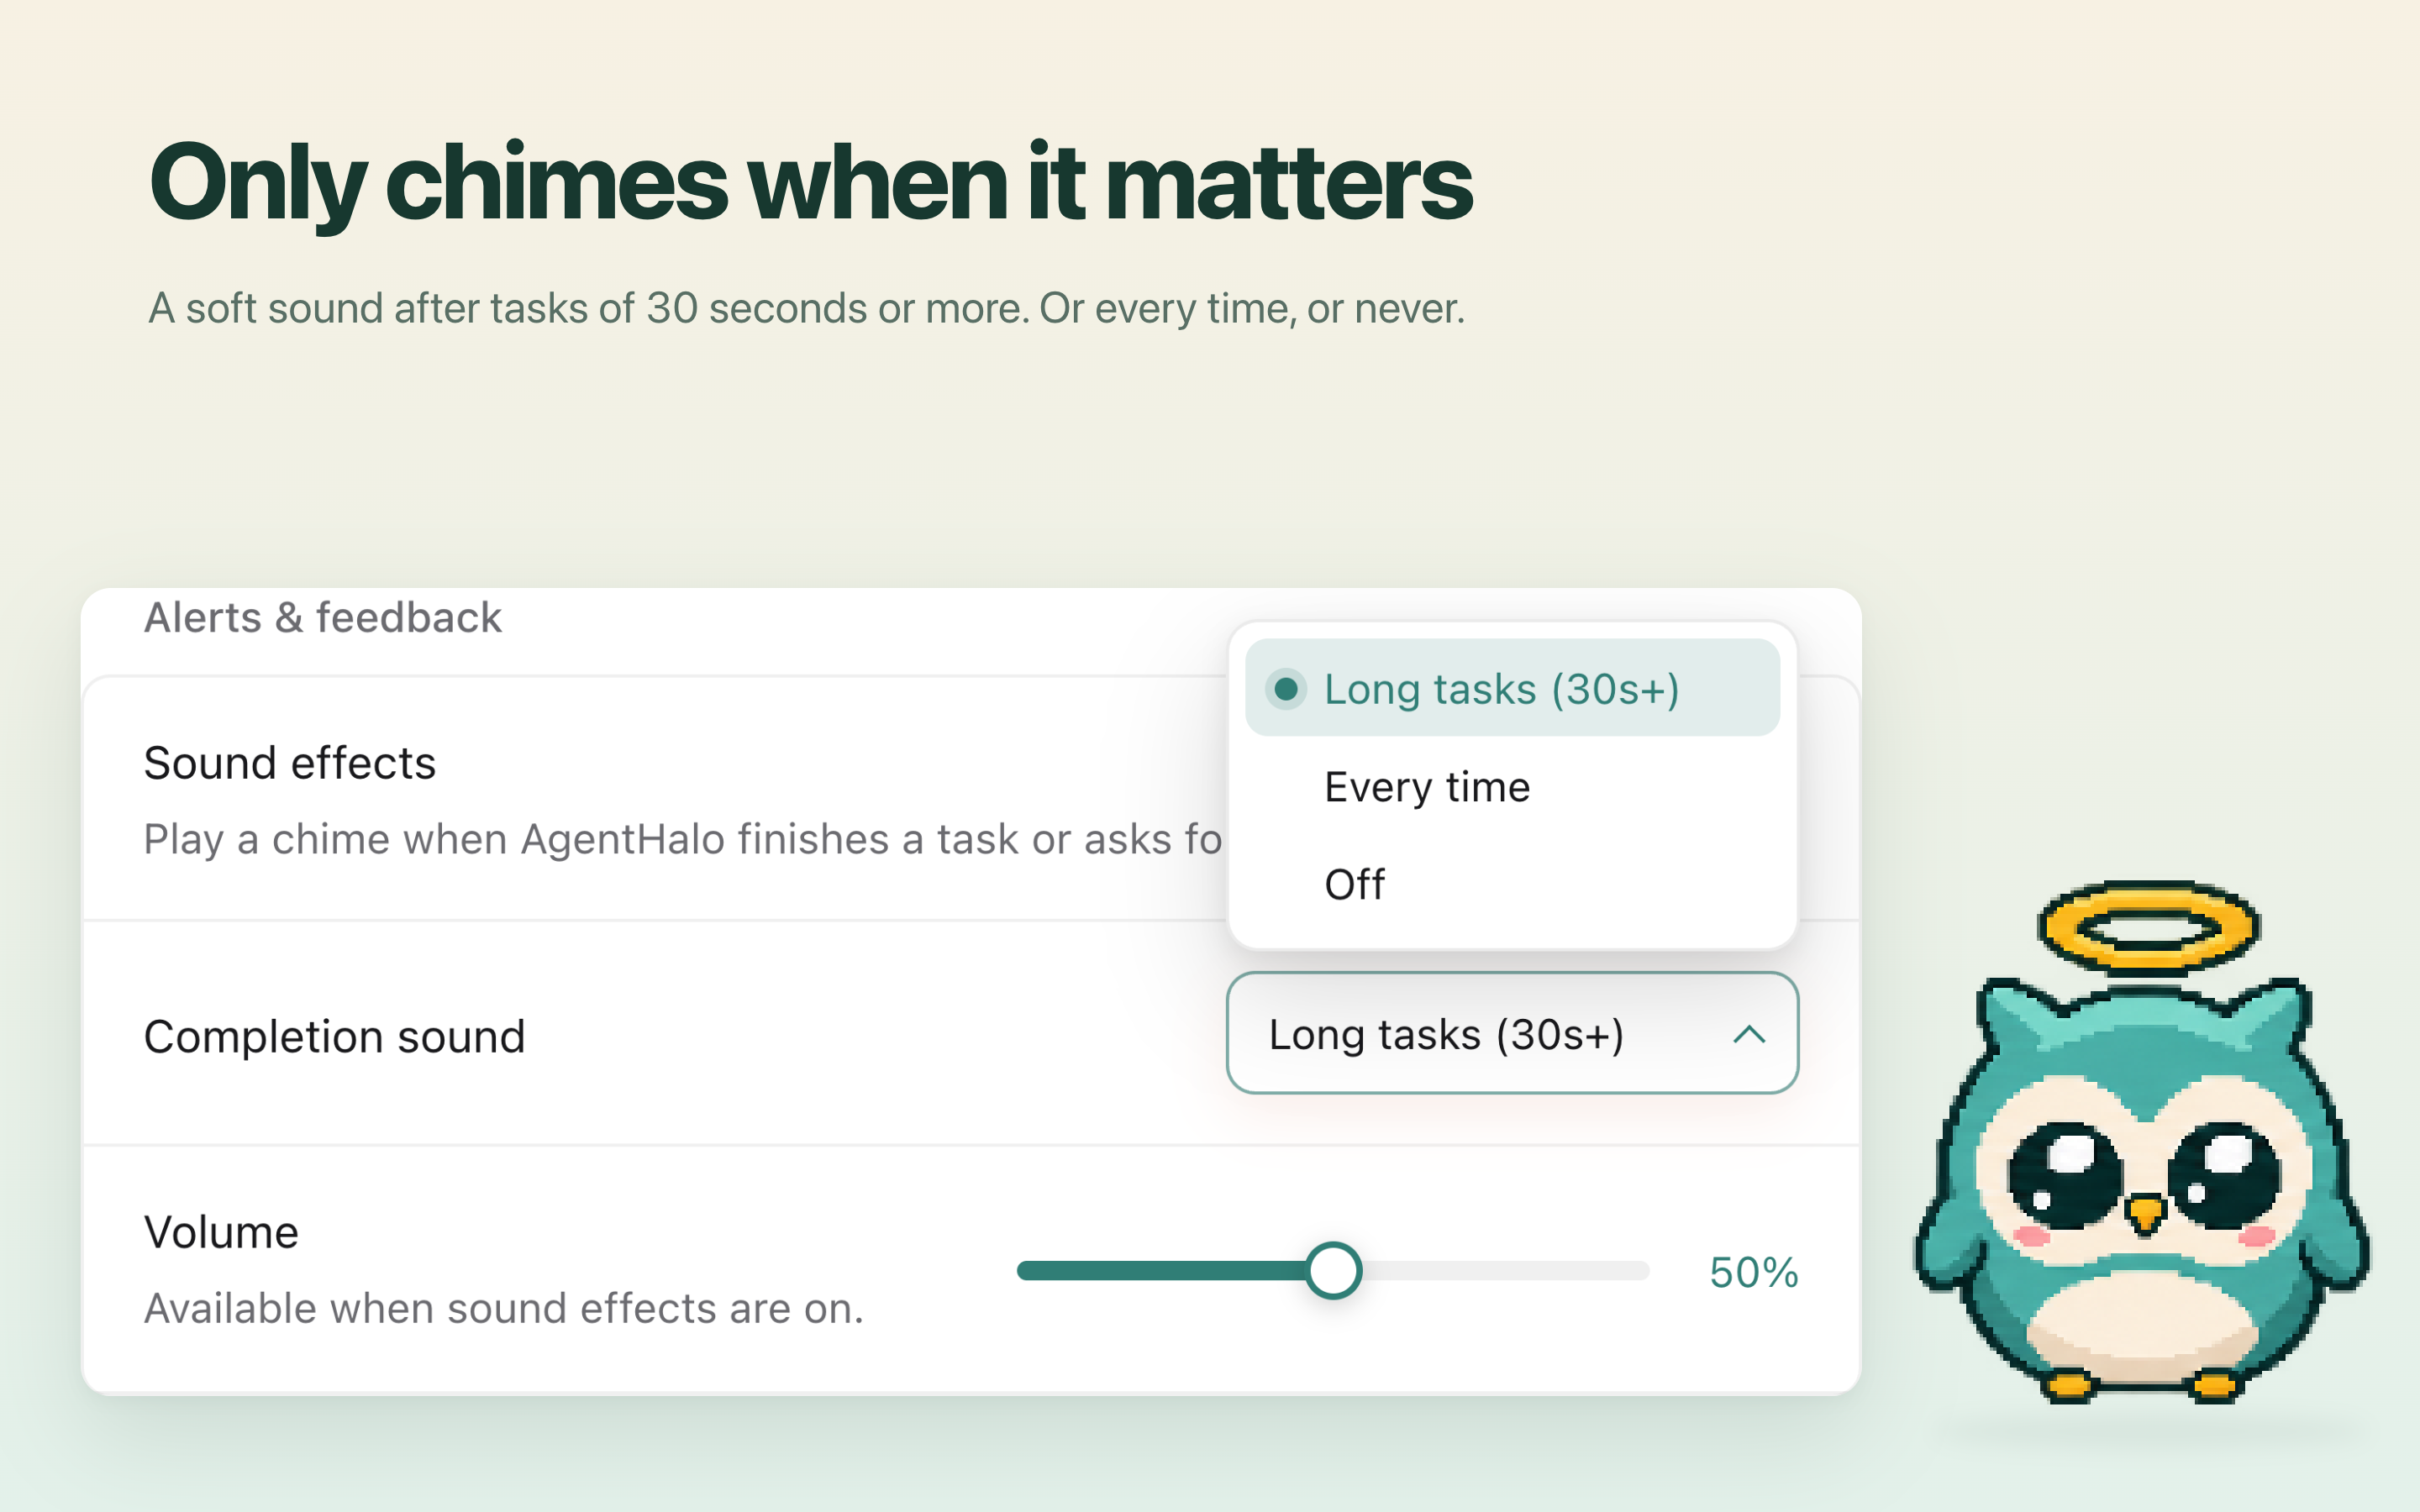 Only chimes when it matters
A soft sound after tasks of 30 seconds or more. Or every time, or never.
Alerts & feedback
Sound effects
Play a chime when AgentHalo finishes a task or asks fo
Long tasks (30s+)
Every time
Off
Completion sound
Long tasks (30s+)
Volume
Available when sound effects are on.
50%